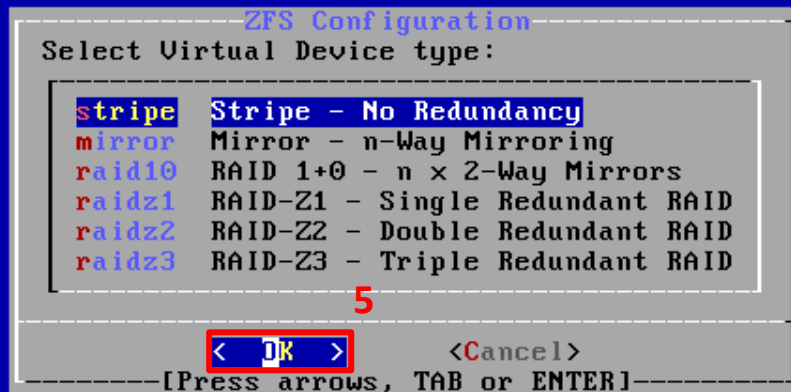 ZFS Configuration
Select Virtual Device type:
stripe Stripe - No Redundancy
mirror Mirror - n-Way Mirroring
raid10 RAID 1+0 - n x 2-Way Mirrors
raidz1 RAID-Z1 - Single Redundant RAID
raidz2 RAID-Z2 - Double Redundant RAID
raidz3 RAID-Z3 - Triple Redundant RAID
5
< OK > <Cancel>
[Press arrows, TAB or ENTER]